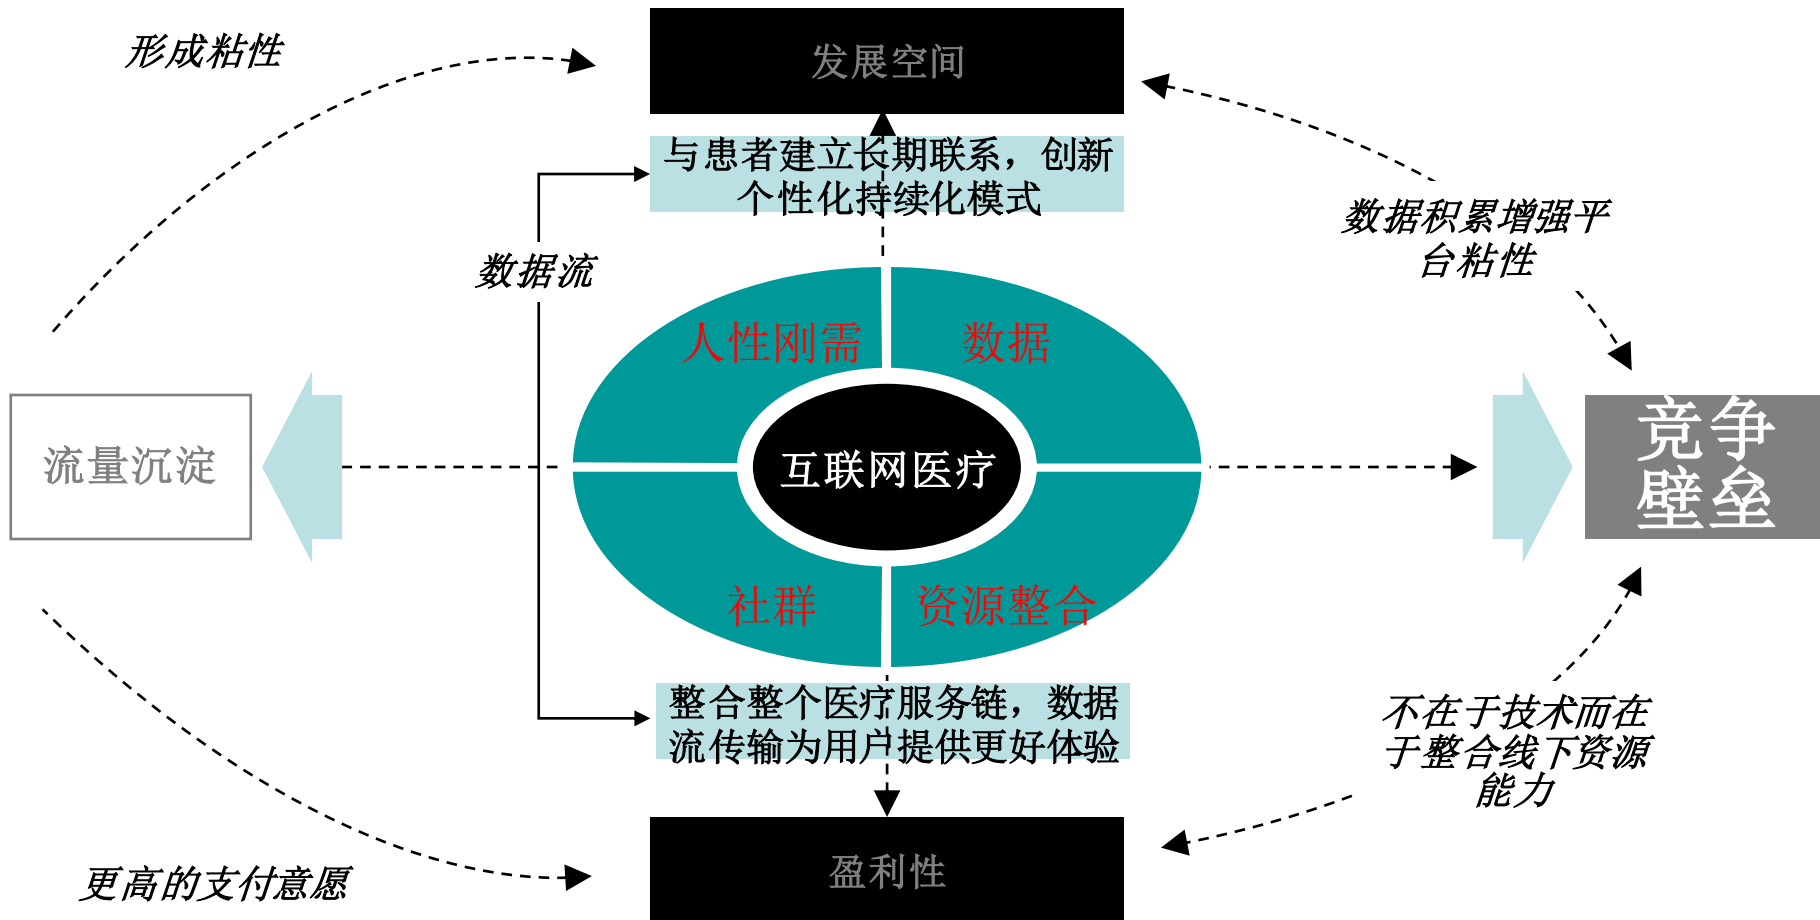 形成粘性
发展空间
与患者建立长期联系，创新
个性化持续化模式
数据积累增强平
台粘性
数据流
人性刚需
数据
流量沉淀
互联网医疗
竞争
壁垒
社群
资源整合
整合整个医疗服务链，数据
流传输为用户提供更好体验
不在于技术而在
于整合线下资源
能力
盈利性
更高的支付意愿